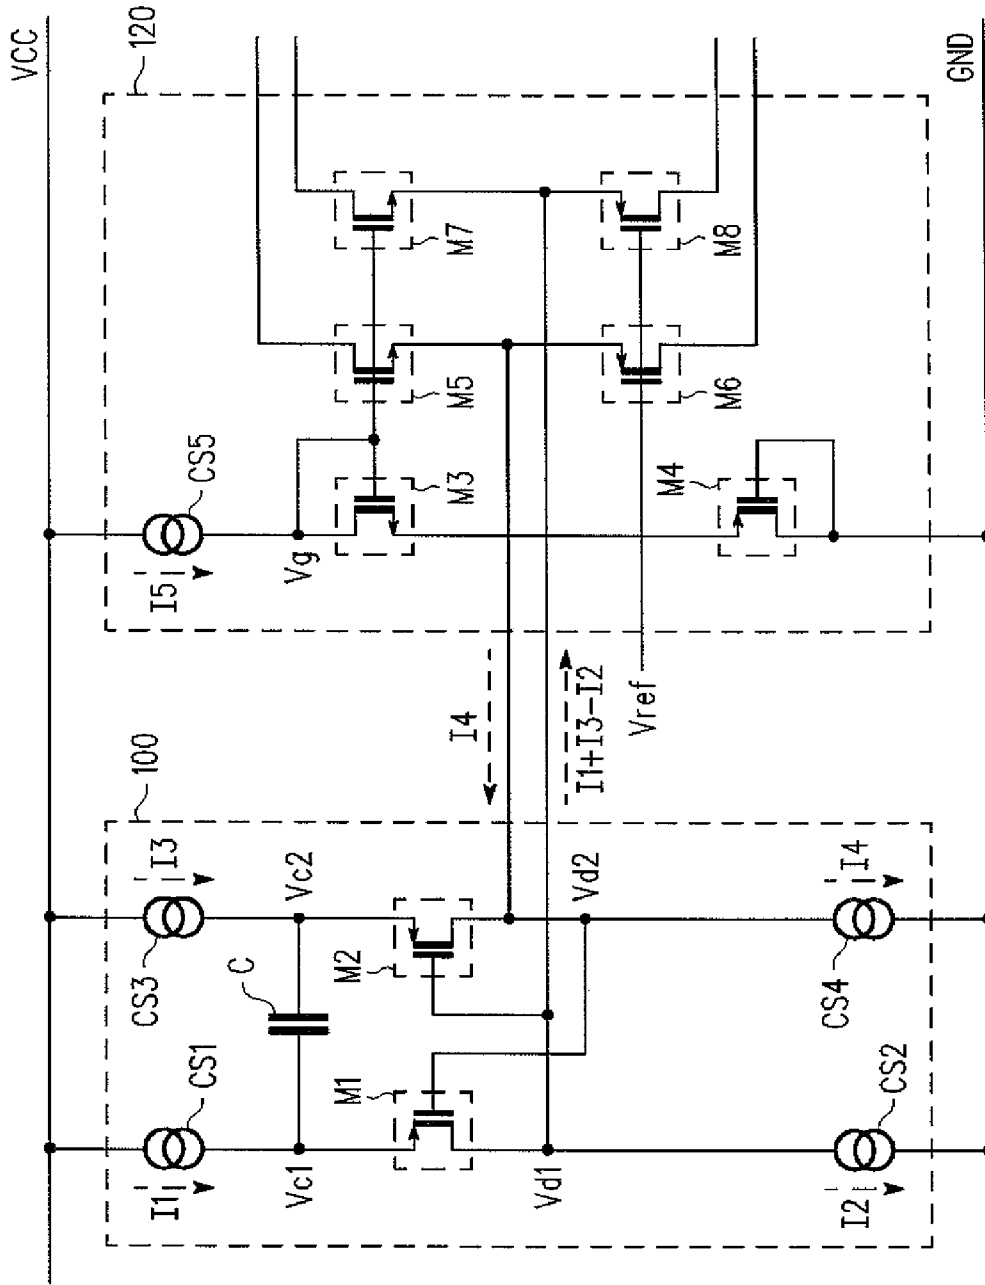 VCC
120
CS5
I5
Vg
M3
M5
M7
M4
M6
M8
Vref
GND
I4
I1+I3-I2
100
I3
CS3
Vc2
C
CS1
I1
Vc1
M2
M1
Vd2
Vd1
I4
CS4
CS2
I2